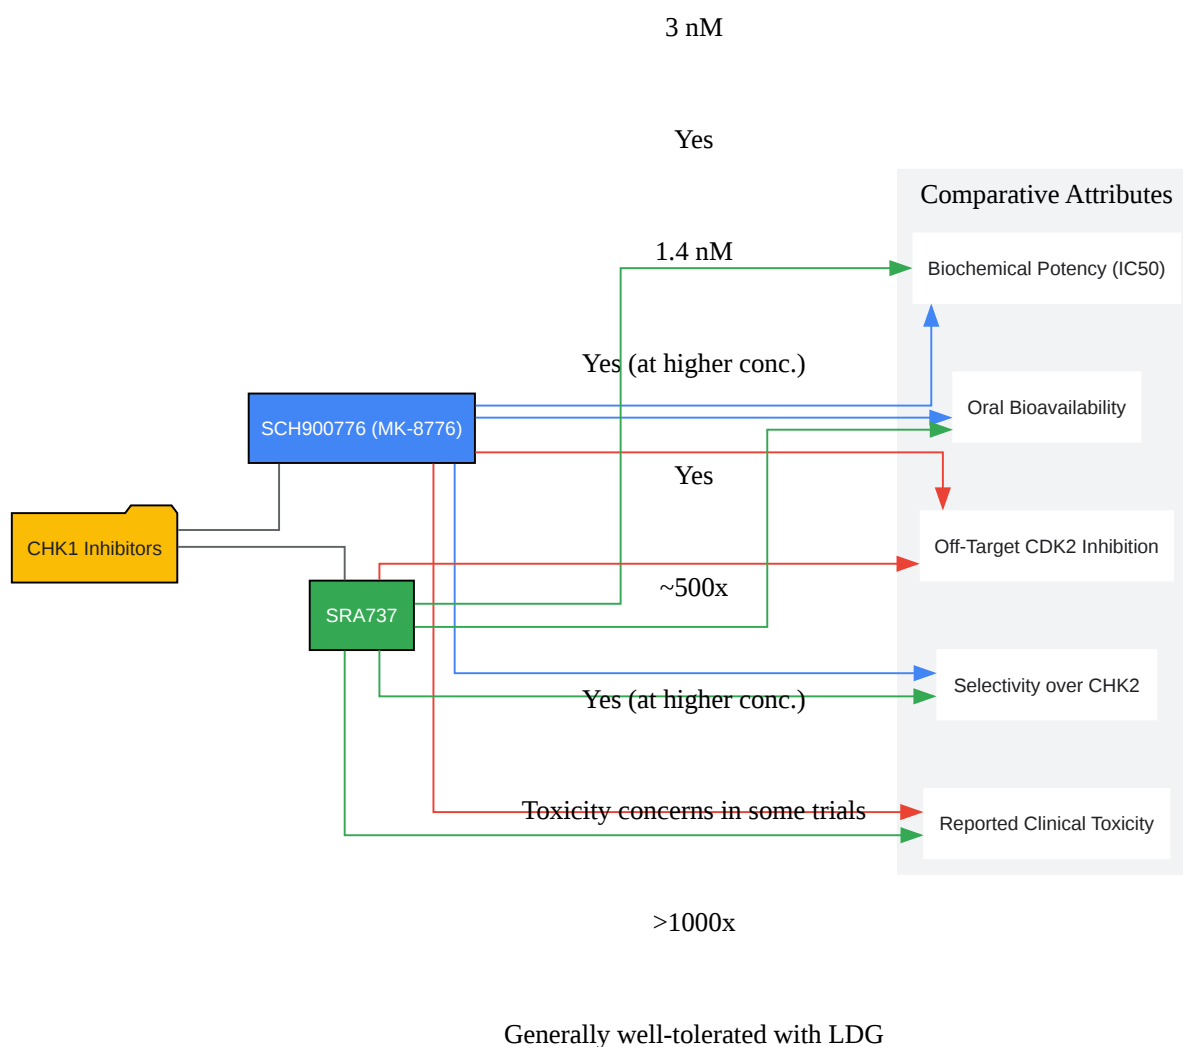 3 nM
Yes
Comparative Attributes
1.4 nM
Biochemical Potency (IC50)
Yes (at higher conc.)
Oral Bioavailability
SCH900776 (MK-8776)
Yes
CHK1 Inhibitors
Off-Target CDK2 Inhibition
~500x
SRA737
Selectivity over CHK2
Yes (at higher conc.)
Toxicity concerns in some trials
Reported Clinical Toxicity
>1000x
Generally well-tolerated with LDG